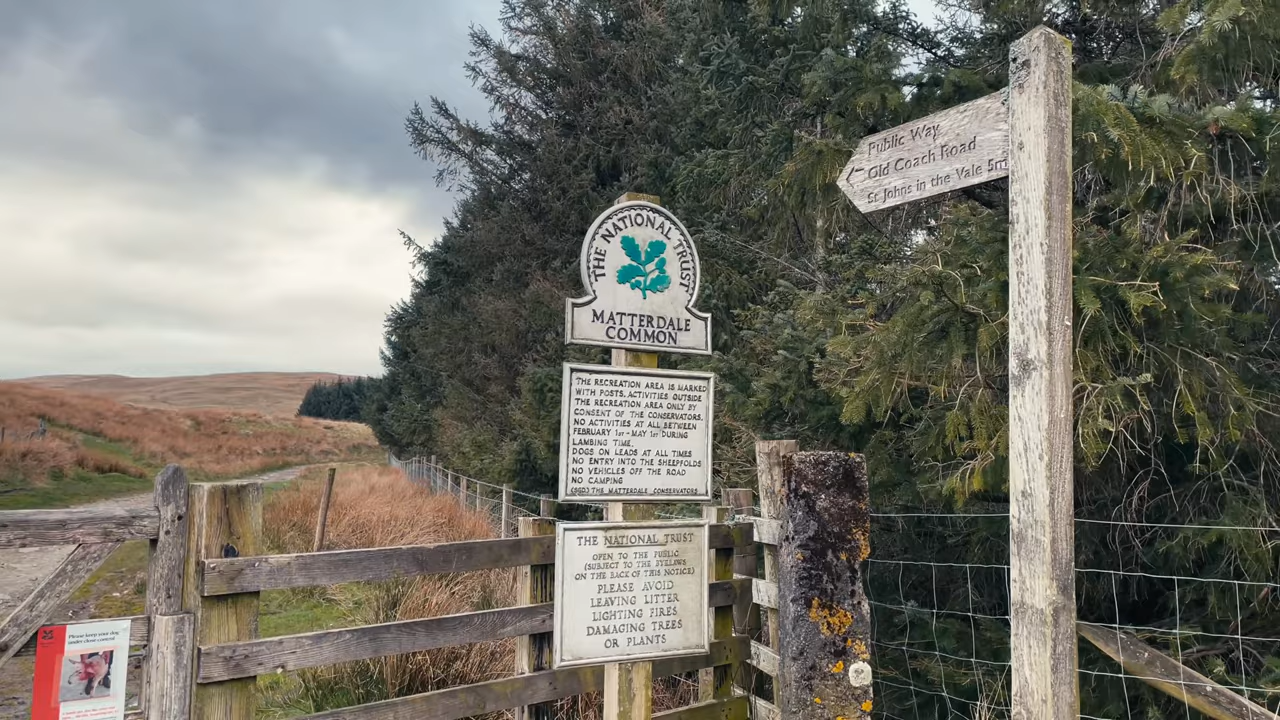 Public Way
Old Coach Road
St Johns in the Vale 5m
THE NATIONAL TRUST
MATTERDALE
COMMON
THE RECREATION AREA IS MARKED
WITH POSTS. ACTIVITIES OUTSIDE
THE RECREATION AREA ONLY BY
CONSENT OF THE CONSERVATORS.
NO ACTIVITIES AT ALL BETWEEN
FEBRUARY 1ST - MAY 1ST DURING
LAMBING TIME.
DOGS ON LEADS AT ALL TIMES
NO ENTRY INTO THE SHEEPFOLDS
NO VEHICLES OFF THE ROAD
NO CAMPING
(SGD) THE MATTERDALE CONSERVATORS
THE NATIONAL TRUST
OPEN TO THE PUBLIC
(SUBJECT TO THE BYELAWS
ON THE BACK OF THIS NOTICE)
PLEASE AVOID
LEAVING LITTER
LIGHTING FIRES
DAMAGING TREES
OR PLANTS
Please keep your dog
under close control